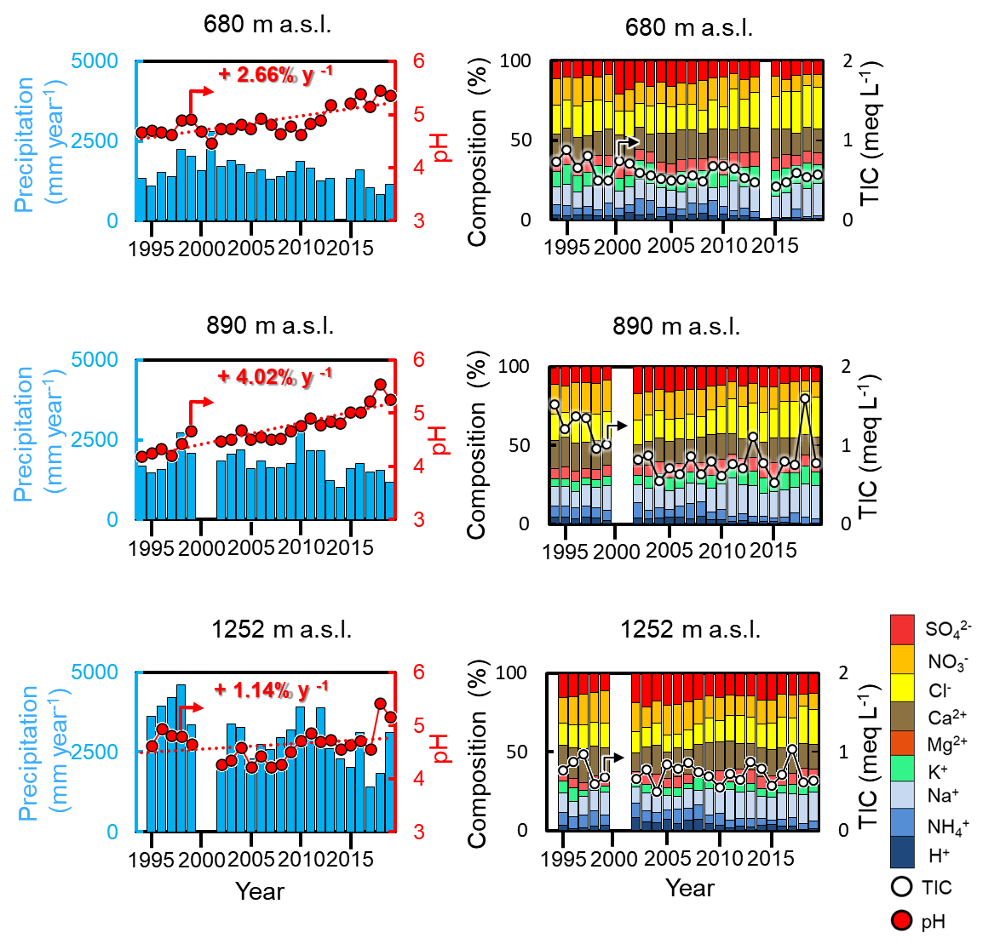 680 m a.s.l.
680 m a.s.l.
5000
2500
0
Precipitation
(mm year⁻¹)
+ 2.66% y ⁻¹
6
5
4
3
pH
1995 2000 2005 2010 2015
Composition (%)
100
50
0
2
1
0
TIC (meq L⁻¹)
1995 2000 2005 2010 2015
890 m a.s.l.
890 m a.s.l.
5000
2500
0
Precipitation
(mm year⁻¹)
+ 4.02% y ⁻¹
6
5
4
3
pH
1995 2000 2005 2010 2015
Composition (%)
100
50
0
2
1
0
TIC (meq L⁻¹)
1995 2000 2005 2010 2015
1252 m a.s.l.
1252 m a.s.l.
5000
2500
0
Precipitation
(mm year⁻¹)
+ 1.14% y ⁻¹
6
5
4
3
pH
1995 2000 2005 2010 2015
Year
Composition (%)
100
50
0
2
1
0
TIC (meq L⁻¹)
1995 2000 2005 2010 2015
Year
SO₄²⁻
NO₃⁻
Cl⁻
Ca²⁺
Mg²⁺
K⁺
Na⁺
NH₄⁺
H⁺
TIC
pH